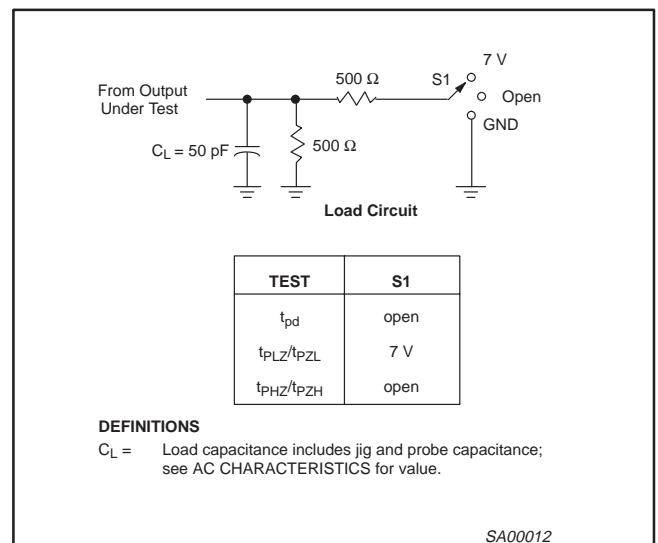 7 V
500 Ω
S1
From Output
Under Test
Open
GND
CL = 50 pF
500 Ω
Load Circuit
TEST S1
tpd open
tPLZ/tPZL 7 V
tPHZ/tPZH open
DEFINITIONS
CL = Load capacitance includes jig and probe capacitance;
see AC CHARACTERISTICS for value.
SA00012